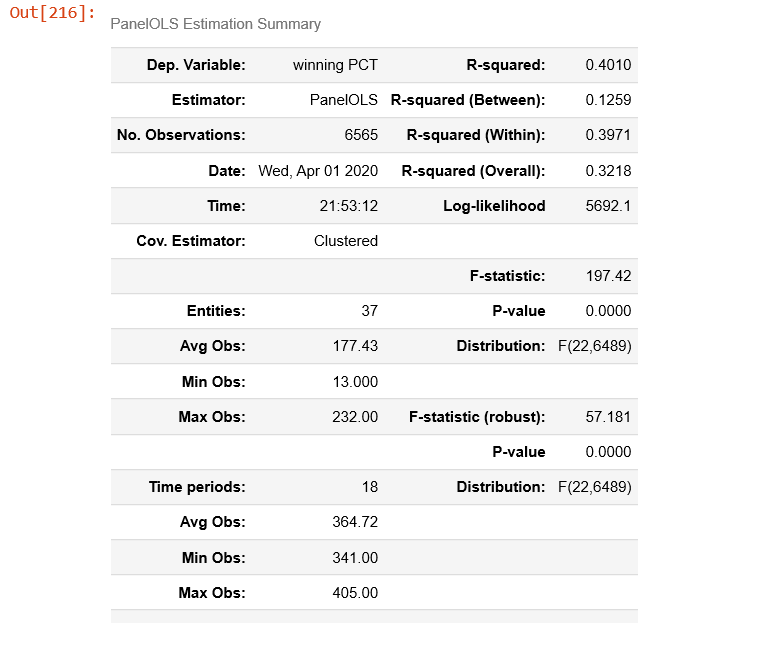 Out[216]:
PanelOLS Estimation Summary
Dep. Variable: winning PCT R-squared: 0.4010
Estimator: PanelOLS R-squared (Between): 0.1259
No. Observations: 6565 R-squared (Within): 0.3971
Date: Wed, Apr 01 2020 R-squared (Overall): 0.3218
Time: 21:53:12 Log-likelihood 5692.1
Cov. Estimator: Clustered
F-statistic: 197.42
Entities: 37 P-value 0.0000
Avg Obs: 177.43 Distribution: F(22,6489)
Min Obs: 13.000
Max Obs: 232.00 F-statistic (robust): 57.181
P-value 0.0000
Time periods: 18 Distribution: F(22,6489)
Avg Obs: 364.72
Min Obs: 341.00
Max Obs: 405.00